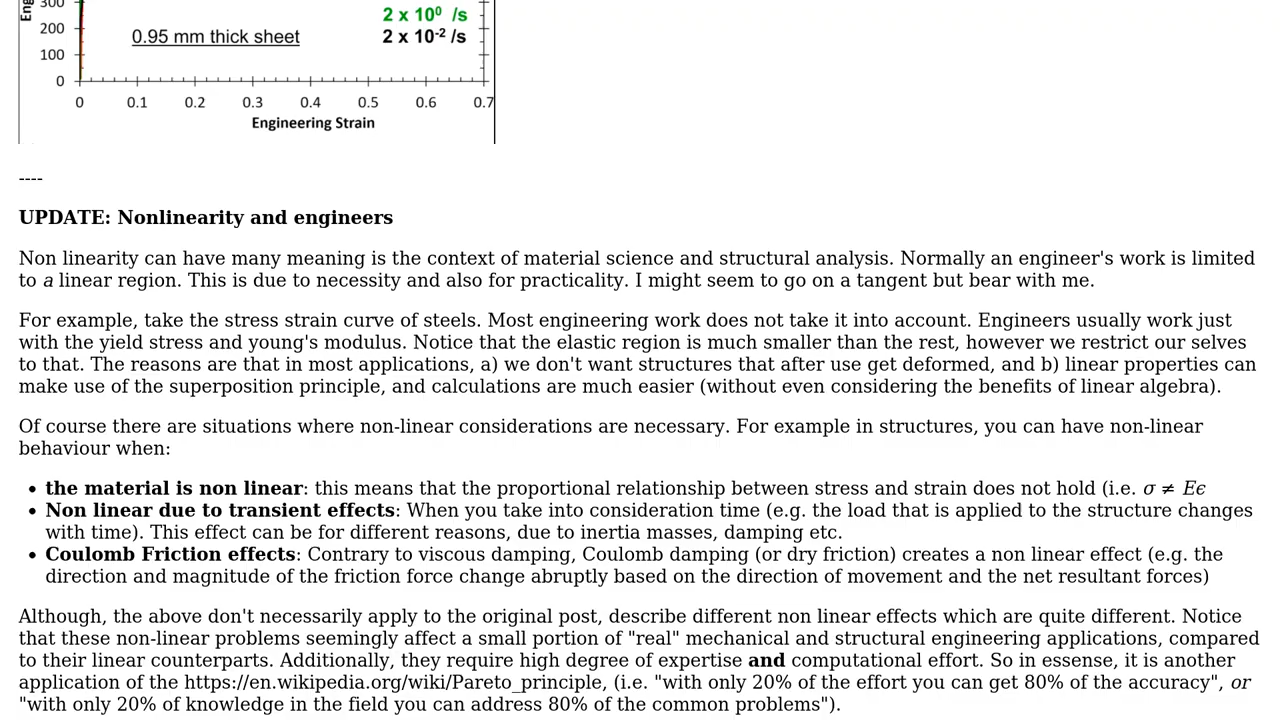 Eng
300
200
100
0
2 x 10⁰ /s
2 x 10⁻² /s
0.95 mm thick sheet
0 0.1 0.2 0.3 0.4 0.5 0.6 0.7
Engineering Strain
----
UPDATE: Nonlinearity and engineers
Non linearity can have many meaning is the context of material science and structural analysis. Normally an engineer's work is limited
to a linear region. This is due to necessity and also for practicality. I might seem to go on a tangent but bear with me.
For example, take the stress strain curve of steels. Most engineering work does not take it into account. Engineers usually work just
with the yield stress and young's modulus. Notice that the elastic region is much smaller than the rest, however we restrict our selves
to that. The reasons are that in most applications, a) we don't want structures that after use get deformed, and b) linear properties can
make use of the superposition principle, and calculations are much easier (without even considering the benefits of linear algebra).
Of course there are situations where non-linear considerations are necessary. For example in structures, you can have non-linear
behaviour when:
• the material is non linear: this means that the proportional relationship between stress and strain does not hold (i.e. σ ≠ Eϵ
• Non linear due to transient effects: When you take into consideration time (e.g. the load that is applied to the structure changes
with time). This effect can be for different reasons, due to inertia masses, damping etc.
• Coulomb Friction effects: Contrary to viscous damping, Coulomb damping (or dry friction) creates a non linear effect (e.g. the
direction and magnitude of the friction force change abruptly based on the direction of movement and the net resultant forces)
Although, the above don't necessarily apply to the original post, describe different non linear effects which are quite different. Notice
that these non-linear problems seemingly affect a small portion of "real" mechanical and structural engineering applications, compared
to their linear counterparts. Additionally, they require high degree of expertise and computational effort. So in essense, it is another
application of the https://en.wikipedia.org/wiki/Pareto_principle, (i.e. "with only 20% of the effort you can get 80% of the accuracy", or
"with only 20% of knowledge in the field you can address 80% of the common problems").